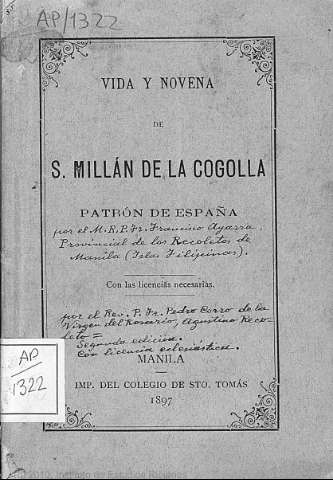 AP/1322
VIDA Y NOVENA
DE
S. MILLÁN DE LA COGOLLA
PATRÓN DE ESPAÑA
por el M.R.P. Fr. Francisco Ayarra
Provincial de los Recoletos de
Manila (Islas Filipinas).
Con las licencias necesarias.
por el Rev. P. Fr. Pedro Corro de la
Virgen del Rosario, Agustino Reco-
leto =
Segunda edición.
Con licencia eclesiástica.
MANILA
IMP. DEL COLEGIO DE STO. TOMÁS
1897
AP
1322